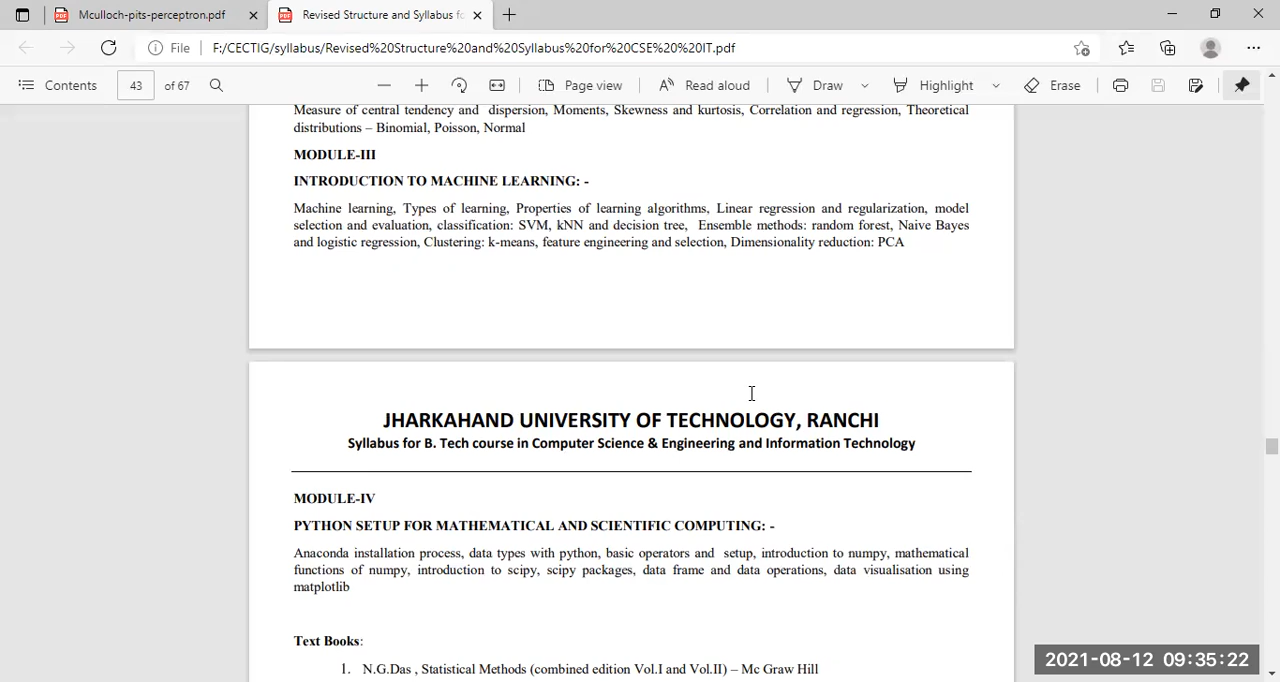 Mculloch-pits-perceptron.pdf
Revised Structure and Syllabus fo
File
F:/CECTIG/syllabus/Revised%20Structure%20and%20Syllabus%20for%20CSE%20%20IT.pdf
Contents
43
of 67
Page view
Read aloud
Draw
Highlight
Erase
Measure of central tendency and dispersion, Moments, Skewness and kurtosis, Correlation and regression, Theoretical
distributions – Binomial, Poisson, Normal
MODULE-III
INTRODUCTION TO MACHINE LEARNING: -
Machine learning, Types of learning, Properties of learning algorithms, Linear regression and regularization, model
selection and evaluation, classification: SVM, kNN and decision tree, Ensemble methods: random forest, Naive Bayes
and logistic regression, Clustering: k-means, feature engineering and selection, Dimensionality reduction: PCA
JHARKAHAND UNIVERSITY OF TECHNOLOGY, RANCHI
Syllabus for B. Tech course in Computer Science & Engineering and Information Technology
MODULE-IV
PYTHON SETUP FOR MATHEMATICAL AND SCIENTIFIC COMPUTING: -
Anaconda installation process, data types with python, basic operators and setup, introduction to numpy, mathematical
functions of numpy, introduction to scipy, scipy packages, data frame and data operations, data visualisation using
matplotlib
Text Books:
1. N.G.Das , Statistical Methods (combined edition Vol.I and Vol.II) – Mc Graw Hill
2021-08-12 09:35:22